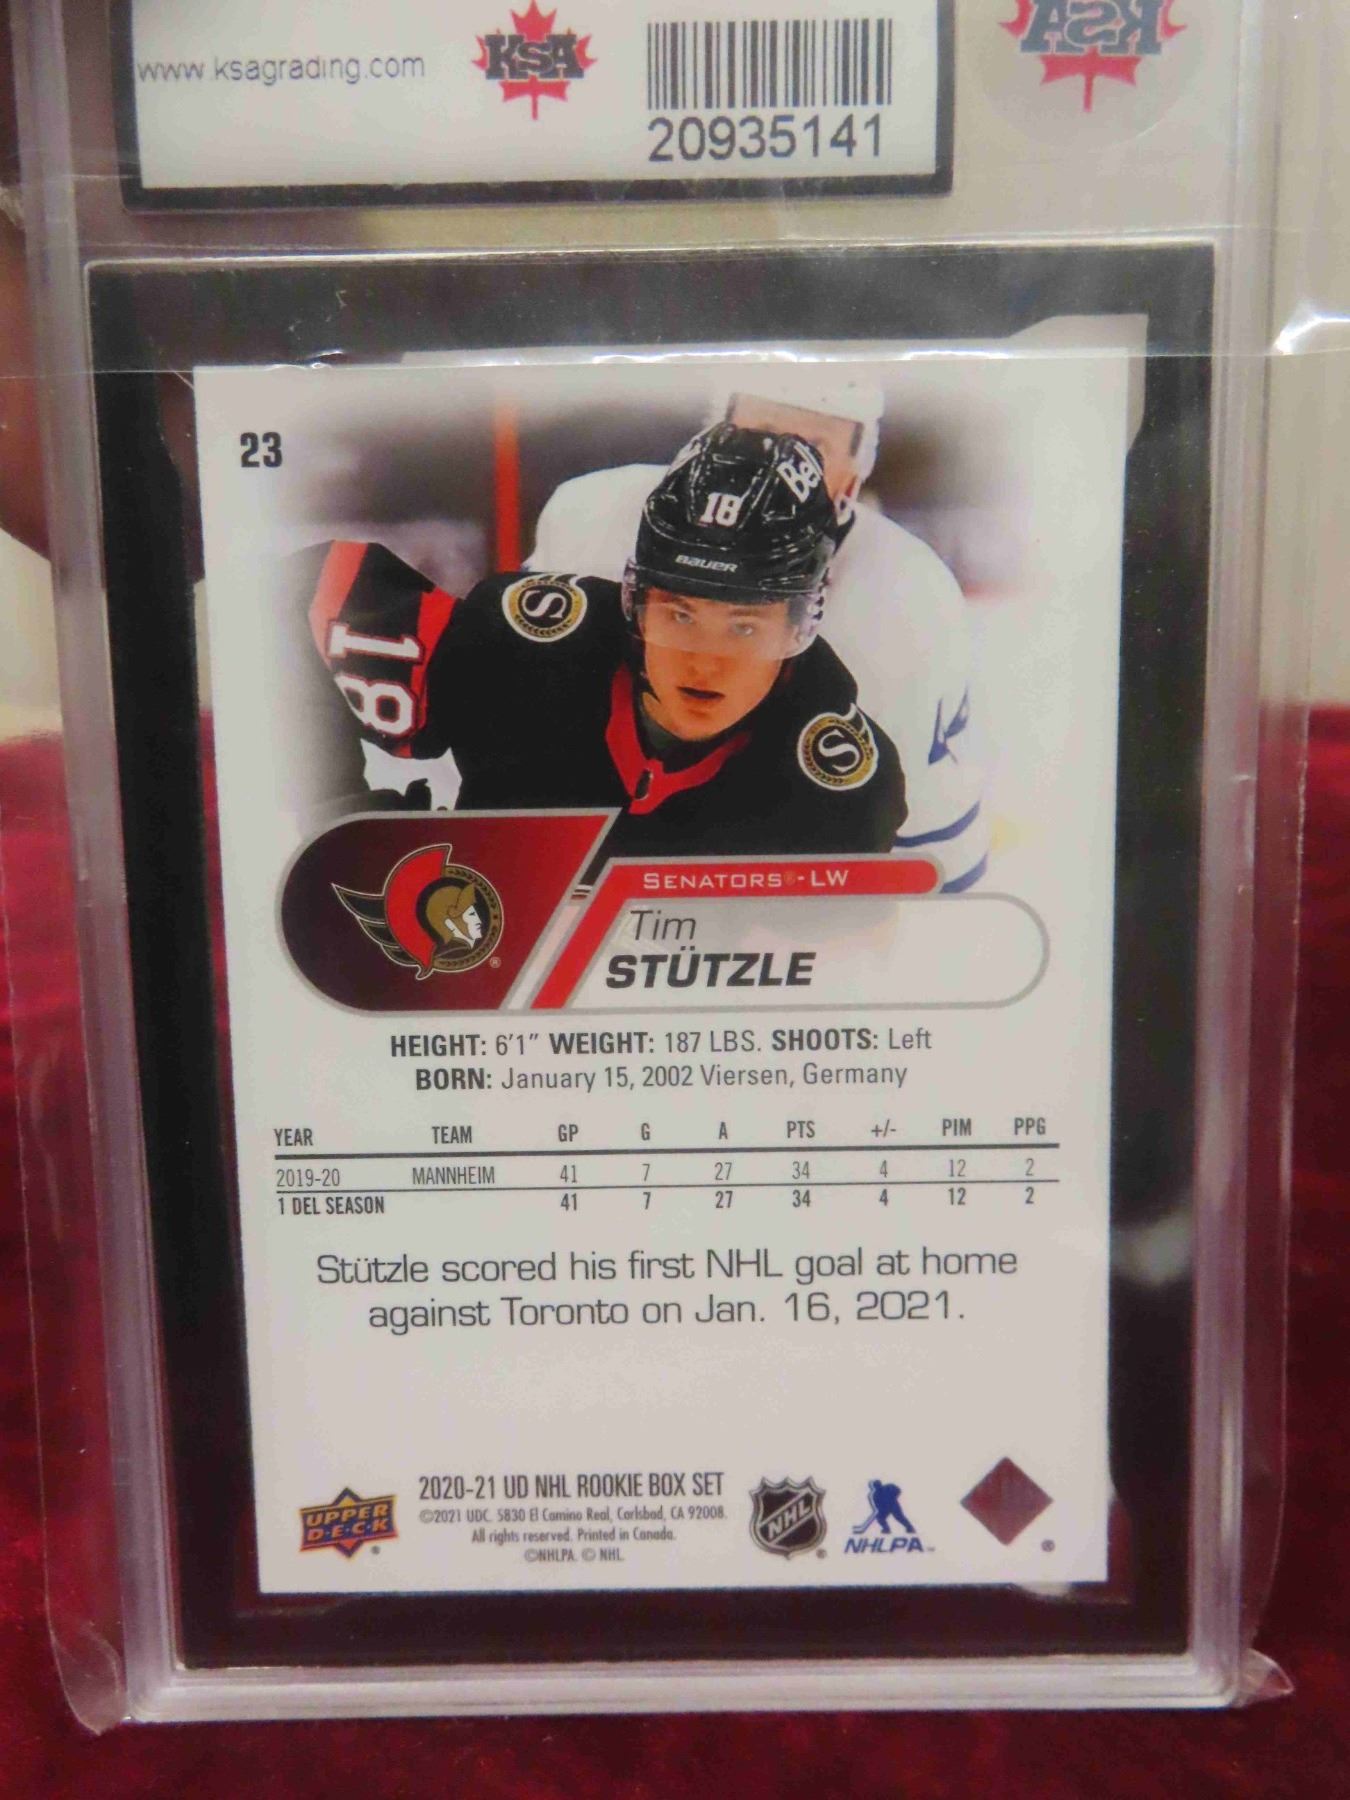 www.ksagrading.com
KSA
20935141
KSA
23
18
B&
BAUER
S
18
S
SENATORS® - LW
Tim
STÜTZLE
HEIGHT: 6'1" WEIGHT: 187 LBS. SHOOTS: Left
BORN: January 15, 2002 Viersen, Germany
YEAR TEAM GP G A PTS +/- PIM PPG
2019-20 MANNHEIM 41 7 27 34 4 12 2
1 DEL SEASON 41 7 27 34 4 12 2
Stützle scored his first NHL goal at home
against Toronto on Jan. 16, 2021.
UPPER
D·E·C·K
2020-21 UD NHL ROOKIE BOX SET
©2021 UDC. 5830 El Camino Real, Carlsbad, CA 92008.
All rights reserved. Printed in Canada.
©NHLPA. © NHL.
NHL
NHLPA